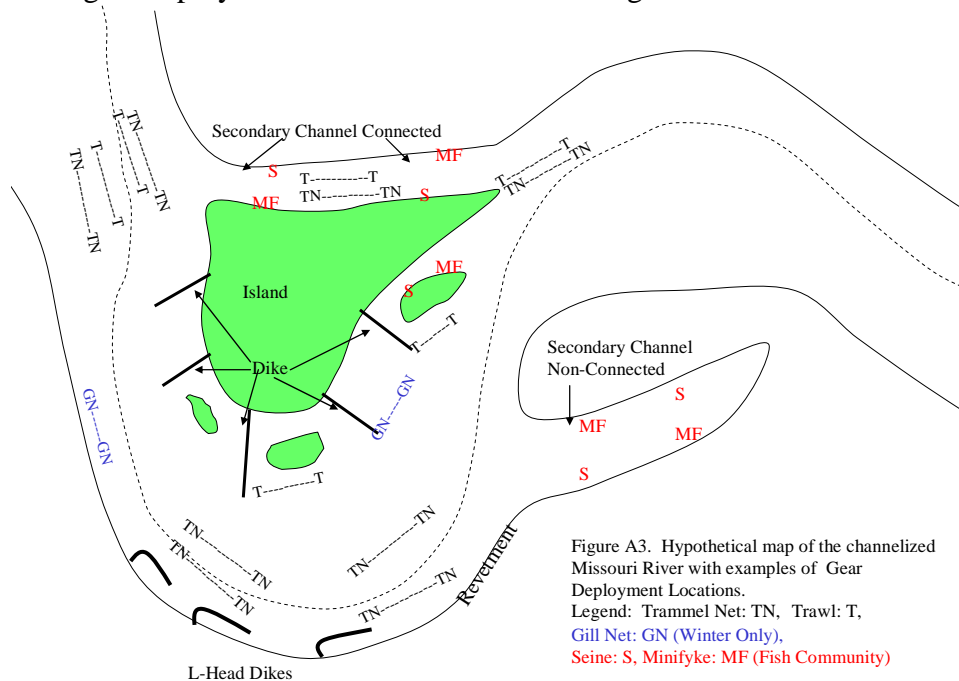 Secondary Channel Connected
MF
S
T----------T
TN----------TN
S
MF
T--------T
TN--------TN
TN--------TN
T--------T
T--------T
TN--------TN
MF
S
Island
T-----T
Dike
Secondary Channel
Non-Connected
S
MF
MF
S
GN-----GN
GN-----GN
T-------T
TN--------TN
TN--------TN
TN--------TN
TN--------TN
Revetment
L-Head Dikes
Figure A3. Hypothetical map of the channelized
Missouri River with examples of Gear
Deployment Locations.
Legend: Trammel Net: TN, Trawl: T,
Gill Net: GN (Winter Only),
Seine: S, Minifyke: MF (Fish Community)